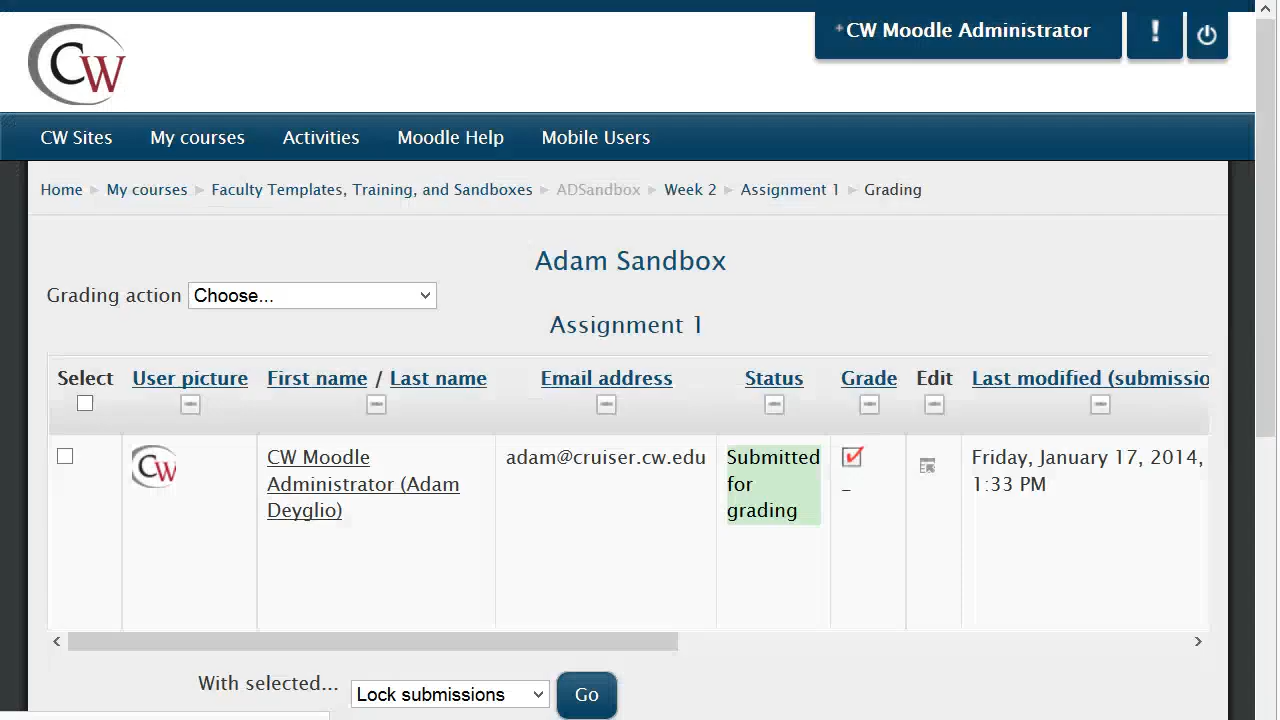 CW
+CW Moodle Administrator
!
CW Sites My courses Activities Moodle Help Mobile Users
Home My courses Faculty Templates, Training, and Sandboxes ADSandbox Week 2 Assignment 1 Grading
Adam Sandbox
Grading action Choose...
Assignment 1
Select User picture First name / Last name Email address Status Grade Edit Last modified (submissio
CW
CW Moodle
Administrator (Adam
Deyglio)
adam@cruiser.cw.edu
Submitted
for
grading
–
Friday, January 17, 2014,
1:33 PM
With selected... Lock submissions Go